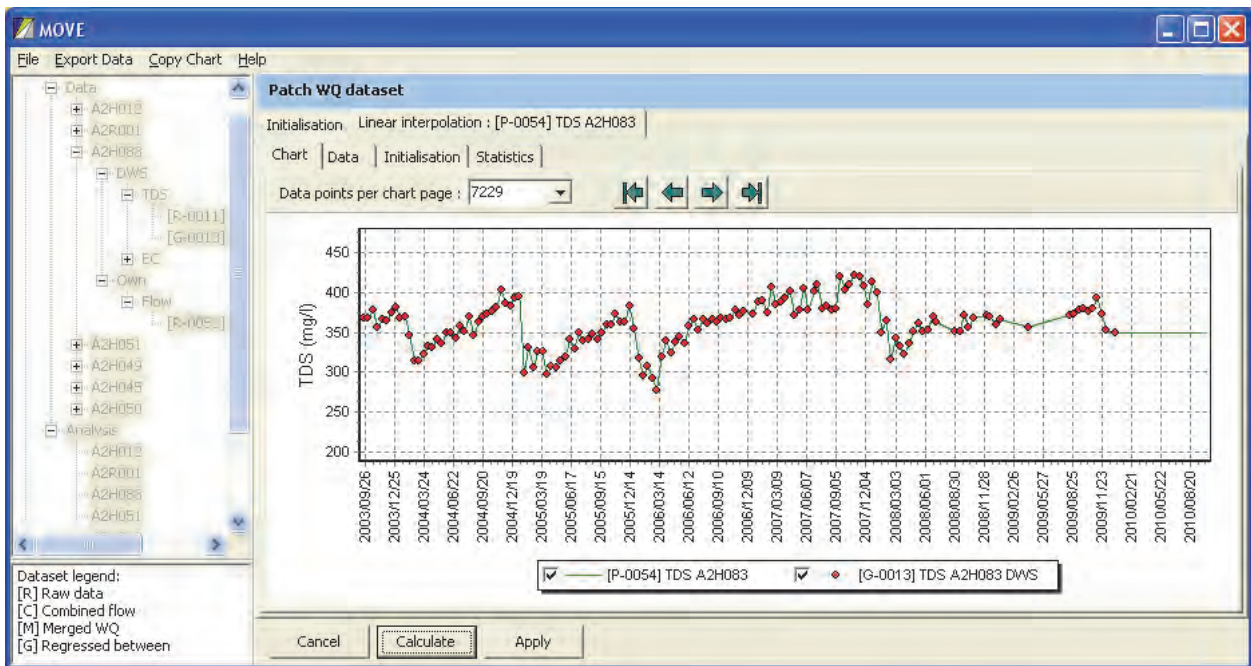 MOVE
File Export Data Copy Chart Help
Data
A2H012
A2R001
A2H083
DWS
TDS
[R-0011]
[G-0013]
EC
Own
Flow
A2H051
A2H049
A2H045
A2H050
Analysis
A2H012
A2R001
A2H083
A2H051
Dataset legend:
[R] Raw data
[C] Combined flow
[M] Merged WQ
[G] Regressed between
Patch WQ dataset
Initialisation Linear interpolation : [P-0054] TDS A2H083
Chart Data Initialisation Statistics
Data points per chart page : 7229
TDS (mg/l)
450
400
350
300
250
200
2003/09/26
2003/12/25
2004/03/24
2004/06/22
2004/09/20
2004/12/19
2005/03/19
2005/06/17
2005/09/15
2005/12/14
2006/03/14
2006/06/12
2006/09/10
2006/12/09
2007/03/09
2007/06/07
2007/09/05
2007/12/04
2008/03/03
2008/06/01
2008/08/30
2008/11/28
2009/02/26
2009/05/27
2009/08/25
2009/11/23
2010/02/21
2010/05/22
2010/08/20
[P-0054] TDS A2H083 [G-0013] TDS A2H083 DWS
Cancel Calculate Apply